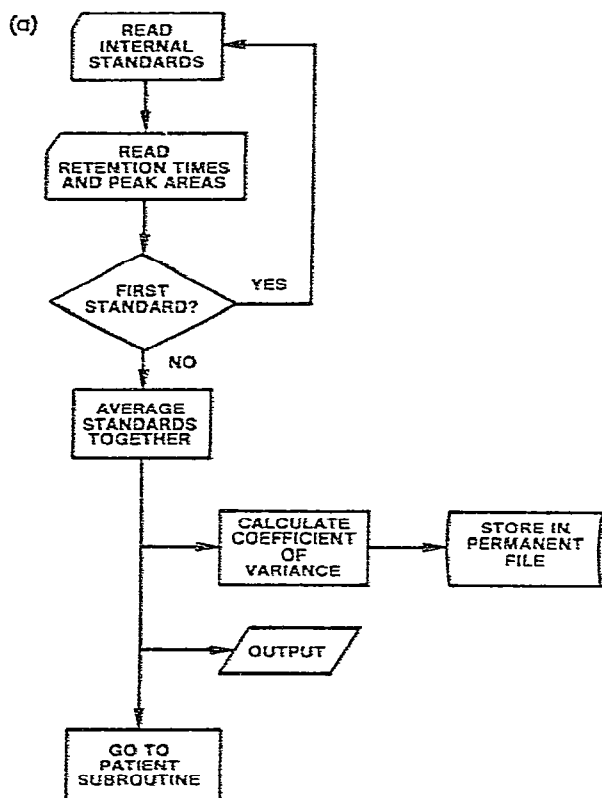 (a)
READ
INTERNAL
STANDARDS
READ
RETENTION TIMES
AND PEAK AREAS
FIRST
STANDARD?
YES
NO
AVERAGE
STANDARDS
TOGETHER
CALCULATE
COEFFICIENT
OF
VARIANCE
STORE IN
PERMANENT
FILE
OUTPUT
GO TO
PATIENT
SUBROUTINE